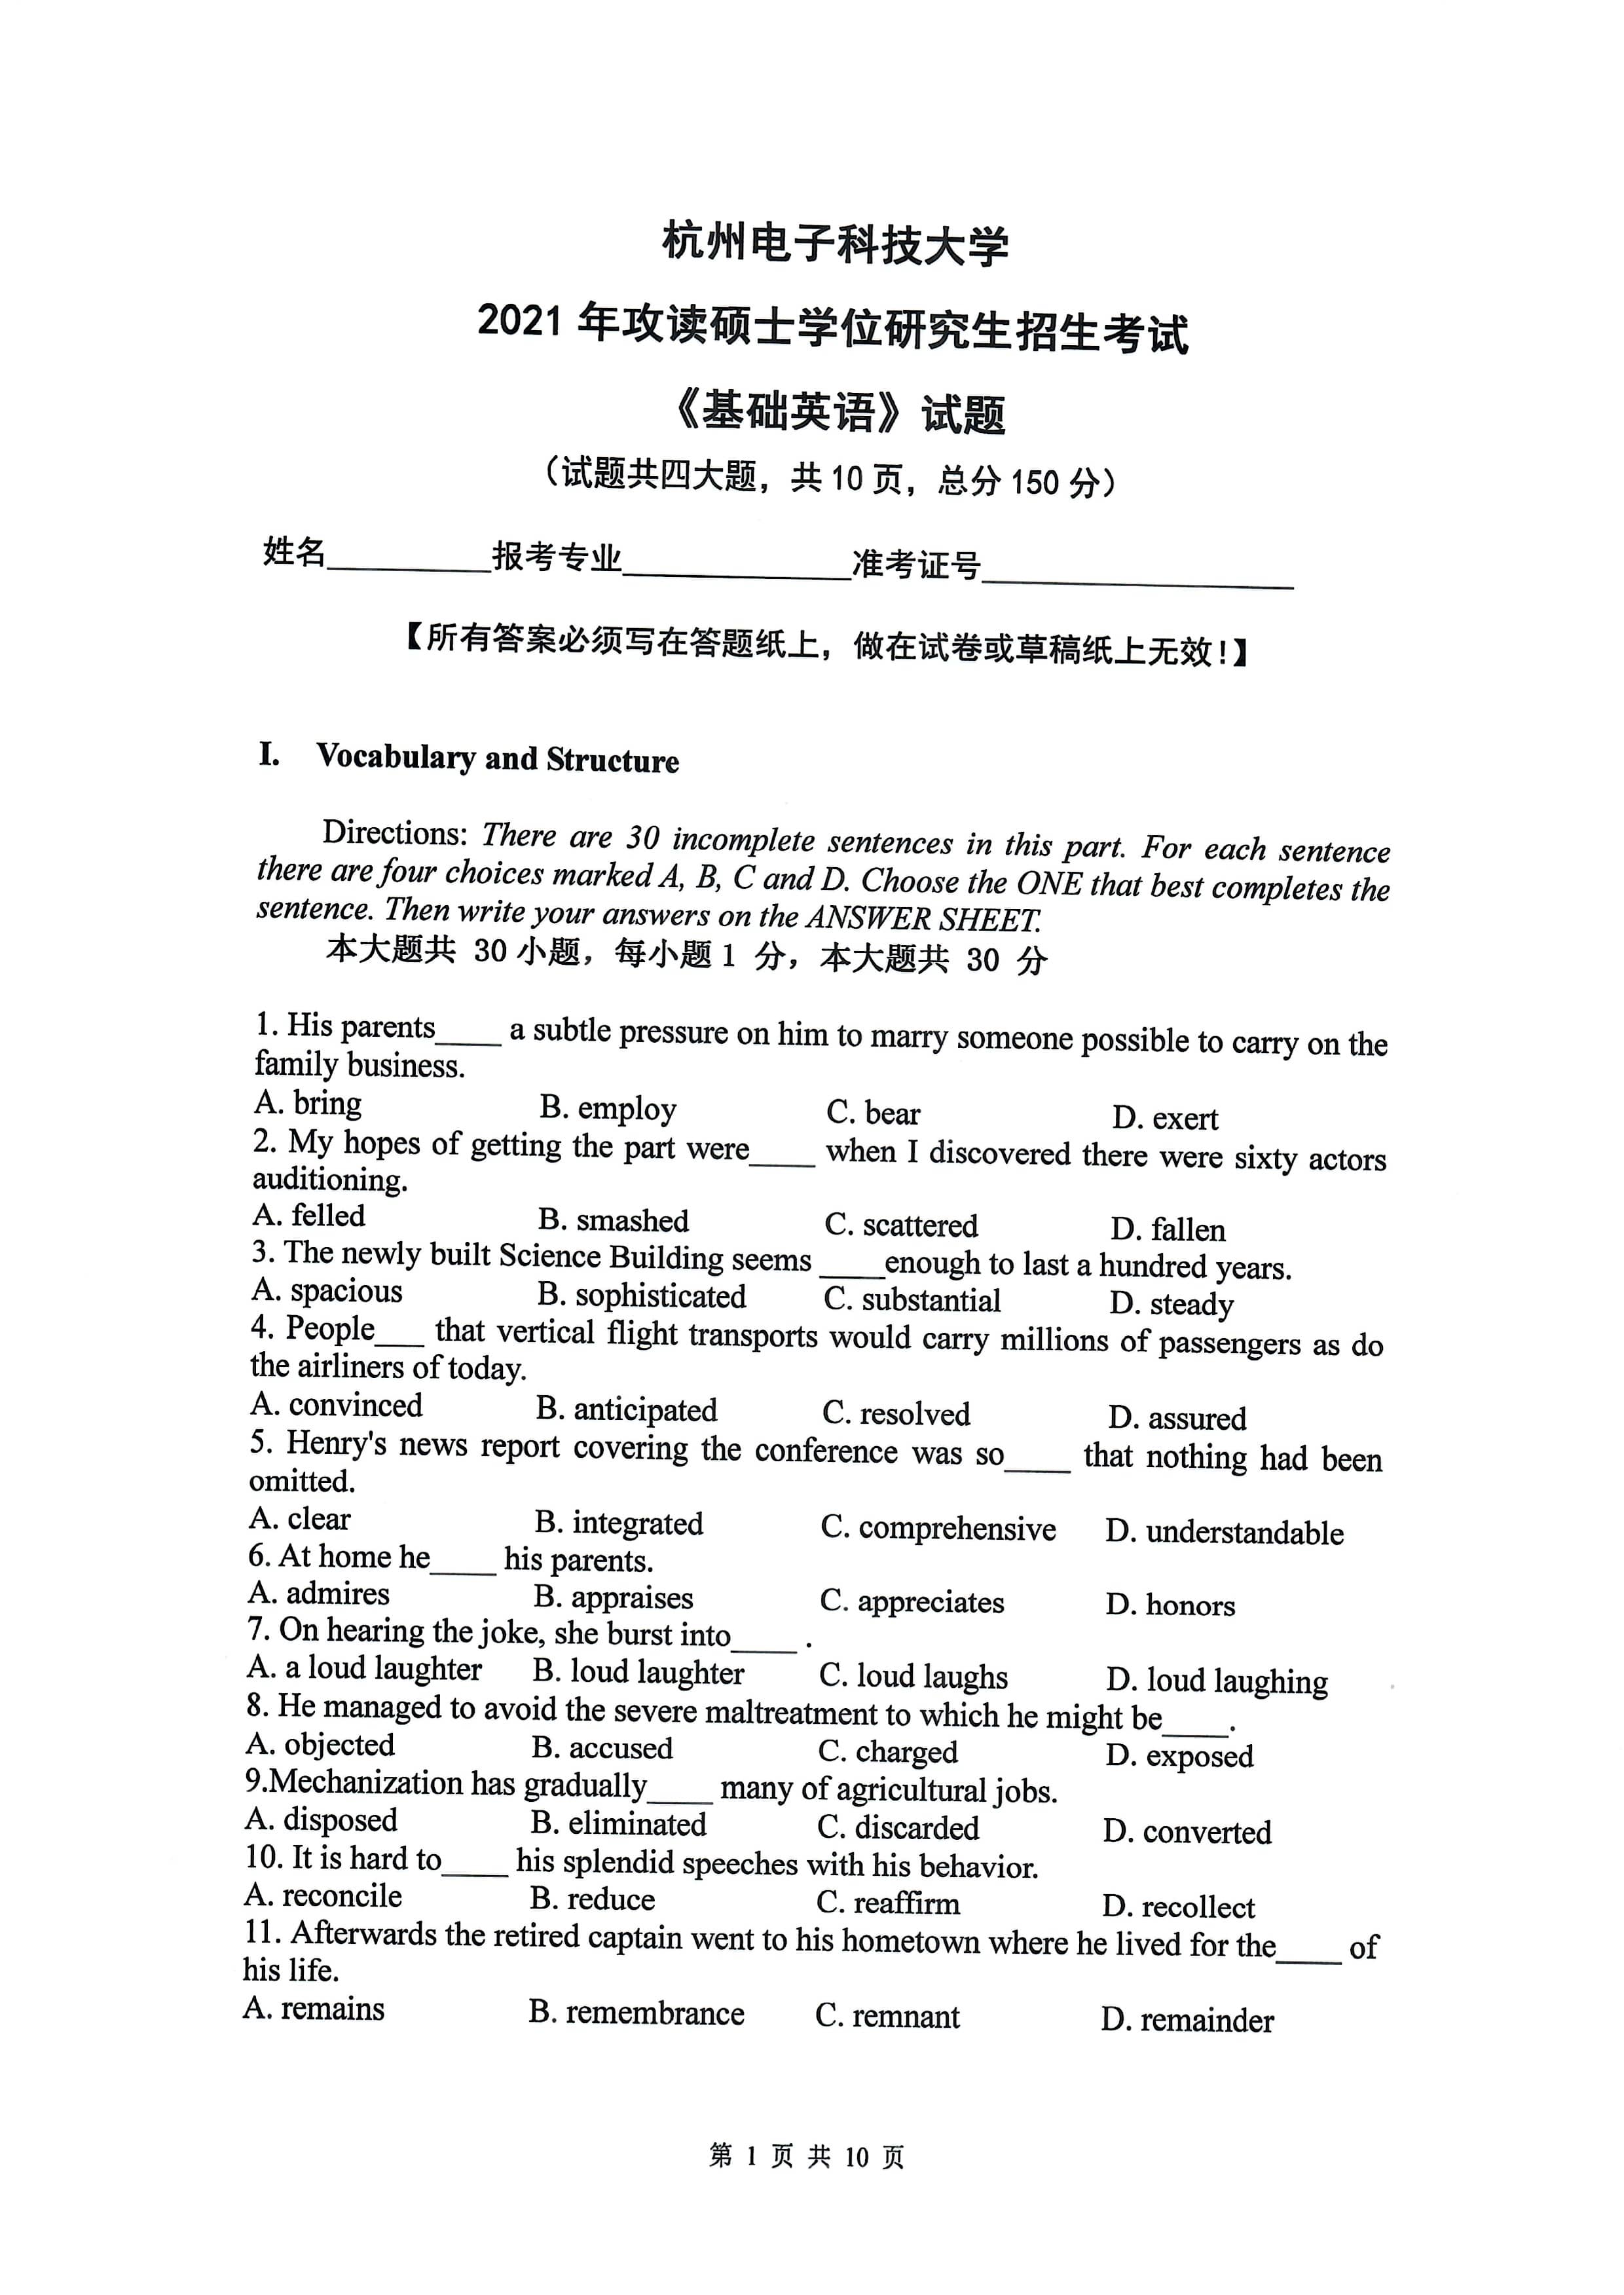 杭州电子科技大学
2021 年攻读硕士学位研究生招生考试
《基础英语》试题
（试题共四大题，共 10 页，总分 150 分）
姓名__________报考专业______________准考证号___________________
【所有答案必须写在答题纸上，做在试卷或草稿纸上无效！】
I. Vocabulary and Structure
Directions: There are 30 incomplete sentences in this part. For each sentence
there are four choices marked A, B, C and D. Choose the ONE that best completes the
sentence. Then write your answers on the ANSWER SHEET.
本大题共 30 小题，每小题 1 分，本大题共 30 分
1. His parents____ a subtle pressure on him to marry someone possible to carry on the
family business.
A. bring B. employ C. bear D. exert
2. My hopes of getting the part were____ when I discovered there were sixty actors
auditioning.
A. felled B. smashed C. scattered D. fallen
3. The newly built Science Building seems ____enough to last a hundred years.
A. spacious B. sophisticated C. substantial D. steady
4. People___ that vertical flight transports would carry millions of passengers as do
the airliners of today.
A. convinced B. anticipated C. resolved D. assured
5. Henry's news report covering the conference was so____ that nothing had been
omitted.
A. clear B. integrated C. comprehensive D. understandable
6. At home he____ his parents.
A. admires B. appraises C. appreciates D. honors
7. On hearing the joke, she burst into____ .
A. a loud laughter B. loud laughter C. loud laughs D. loud laughing
8. He managed to avoid the severe maltreatment to which he might be____.
A. objected B. accused C. charged D. exposed
9.Mechanization has gradually____ many of agricultural jobs.
A. disposed B. eliminated C. discarded D. converted
10. It is hard to____ his splendid speeches with his behavior.
A. reconcile B. reduce C. reaffirm D. recollect
11. Afterwards the retired captain went to his hometown where he lived for the____ of
his life.
A. remains B. remembrance C. remnant D. remainder
第 1 页 共 10 页